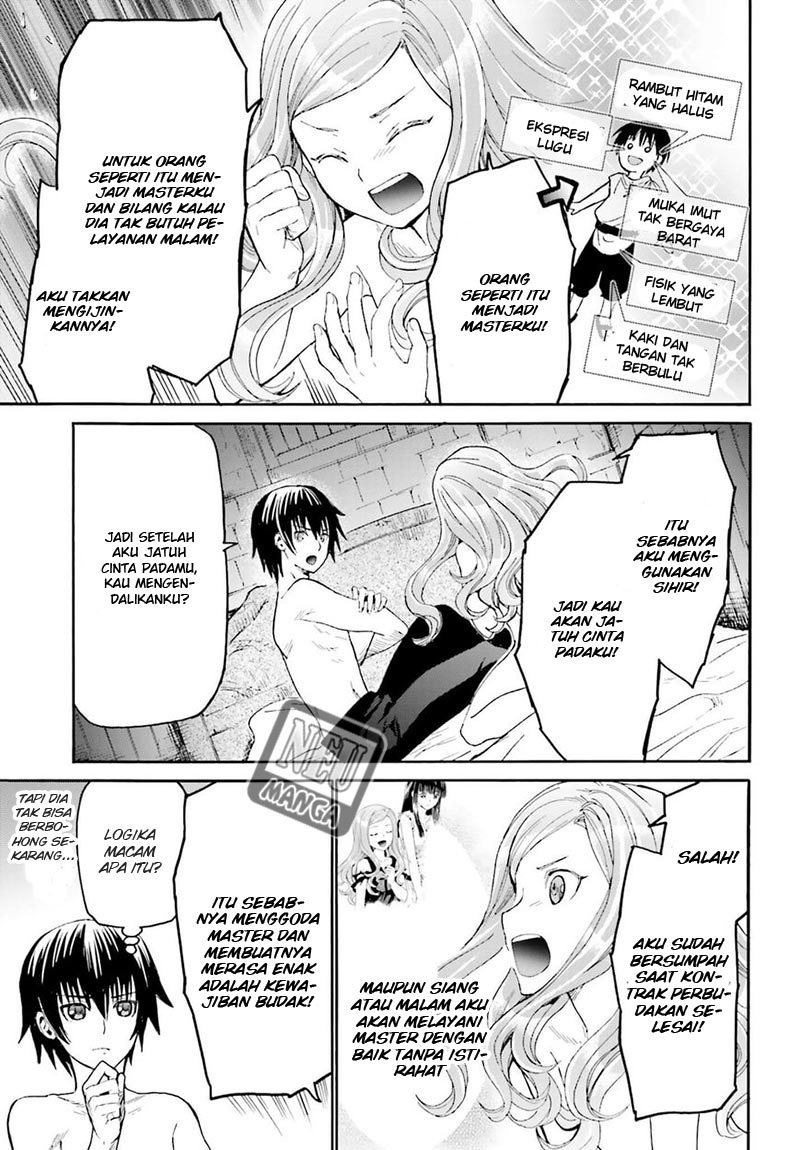 RAMBUT HITAM
YANG HALUS
EKSPRESI
LUGU
MUKA IMUT
TAK BERGAYA
BARAT
FISIK YANG
LEMBUT
KAKI DAN
TANGAN TAK
BERBULU
ORANG
SEPERTI ITU
MENJADI
MASTERKU!
UNTUK ORANG
SEPERTI ITU MEN-
JADI MASTERKU
DAN BILANG KALAU
DIA TAK BUTUH PE-
LAYANAN MALAM!
AKU TAKKAN
MENGIJIN-
KANNYA!
ITU
SEBABNYA
AKU MENG-
GUNAKAN
SIHIR!
JADI KAU
AKAN JA-
TUH CINTA
PADAKU!
JADI SETELAH
AKU JATUH
CINTA PADAMU,
KAU MENGEN-
DALIKANKU?
SALAH!
AKU SUDAH
BERSUMPAH
SAAT KON-
TRAK PERBU-
DAKAN SE-
LESAI!
MAUPUN SIANG
ATAU MALAM AKU
AKAN MELAYANI
MASTER DENGAN
BAIK TANPA ISTI-
RAHAT
ITU SEBAB-
NYA MENGGODA
MASTER DAN
MEMBUATNYA
MERASA ENAK
ADALAH KEWA-
JIBAN BUDAK!
LOGIKA
MACAM
APA ITU?
TAPI DIA
TAK BISA
BERBO-
HONG SE-
KARANG...
NEU
MANGA